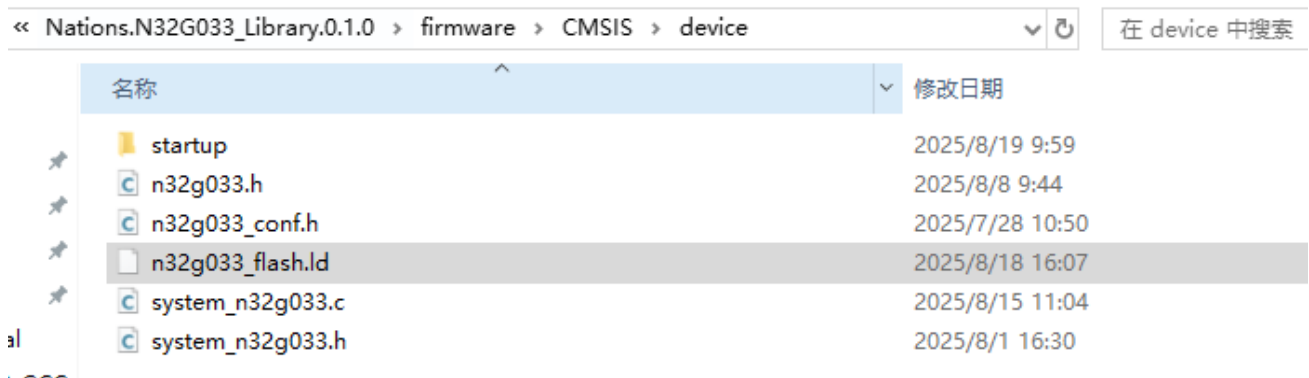 « Nations.N32G033_Library.0.1.0 > firmware > CMSIS > device 在 device 中搜索
名称 修改日期
startup 2025/8/19 9:59
n32g033.h 2025/8/8 9:44
n32g033_conf.h 2025/7/28 10:50
n32g033_flash.ld 2025/8/18 16:07
system_n32g033.c 2025/8/15 11:04
system_n32g033.h 2025/8/1 16:30